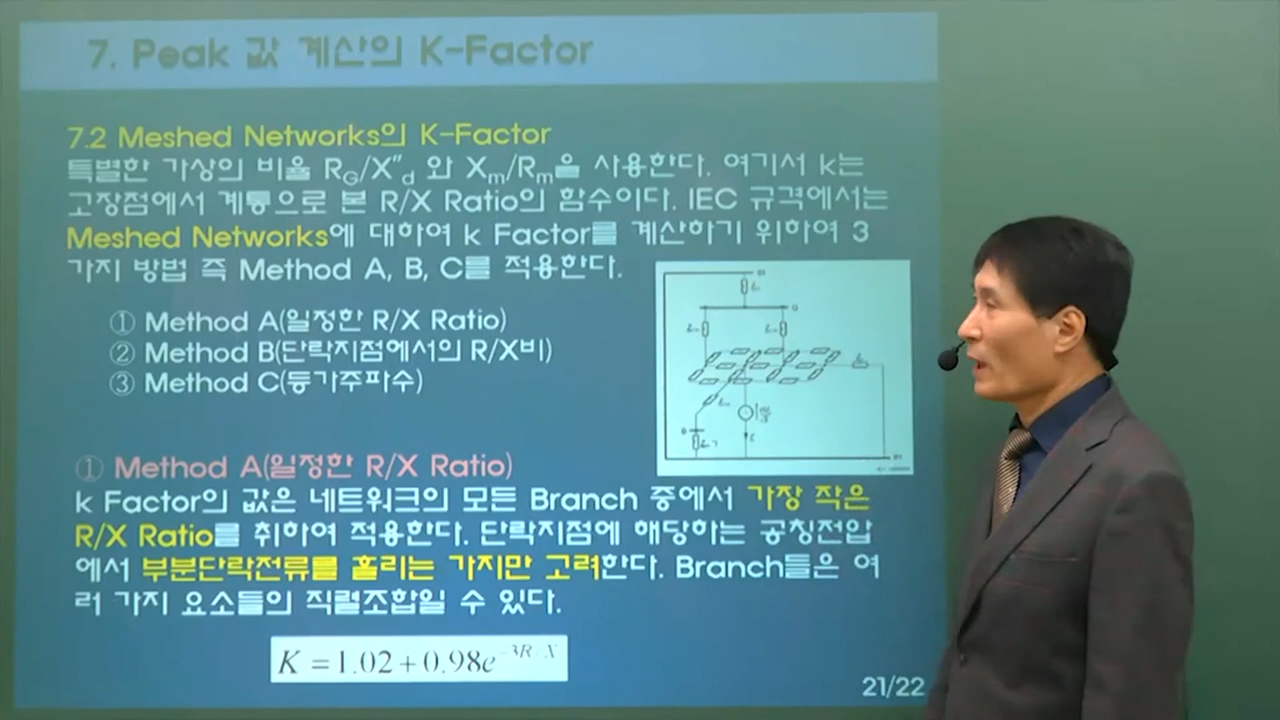 7. Peak 값 계산의 K-Factor
7.2 Meshed Networks의 K-Factor
특별한 가상의 비율 RG/X"d 와 Xm/Rm을 사용한다. 여기서 k는
고장점에서 계통으로 본 R/X Ratio의 함수이다. IEC 규격에서는
Meshed Networks에 대하여 k Factor를 계산하기 위하여 3
가지 방법 즉 Method A, B, C를 적용한다.
① Method A(일정한 R/X Ratio)
② Method B(단락지점에서의 R/X비)
③ Method C(등가주파수)
① Method A(일정한 R/X Ratio)
k Factor의 값은 네트워크의 모든 Branch 중에서 가장 작은
R/X Ratio를 취하여 적용한다. 단락지점에 해당하는 공칭전압
에서 부분단락전류를 흘리는 가지만 고려한다. Branch들은 여
러 가지 요소들의 직렬조합일 수 있다.
K = 1.02 + 0.98e^-3R/X
21/22